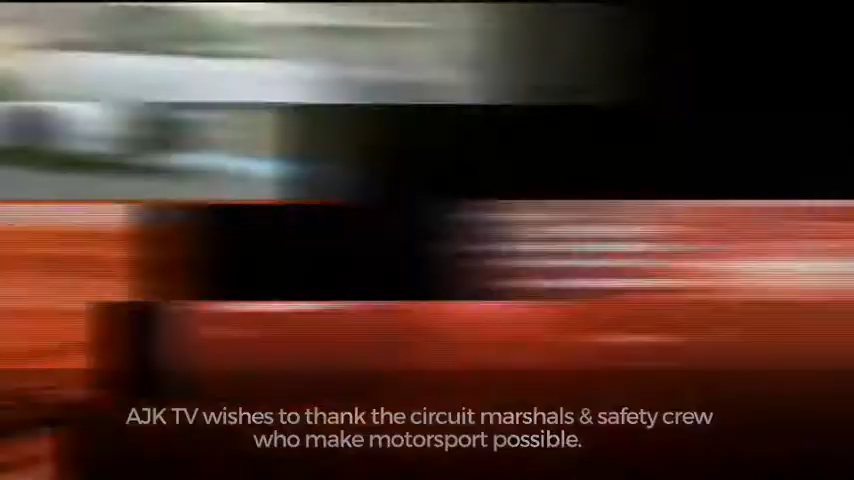 AJK TV wishes to thank the circuit marshals & safety crew
who make motorsport possible.